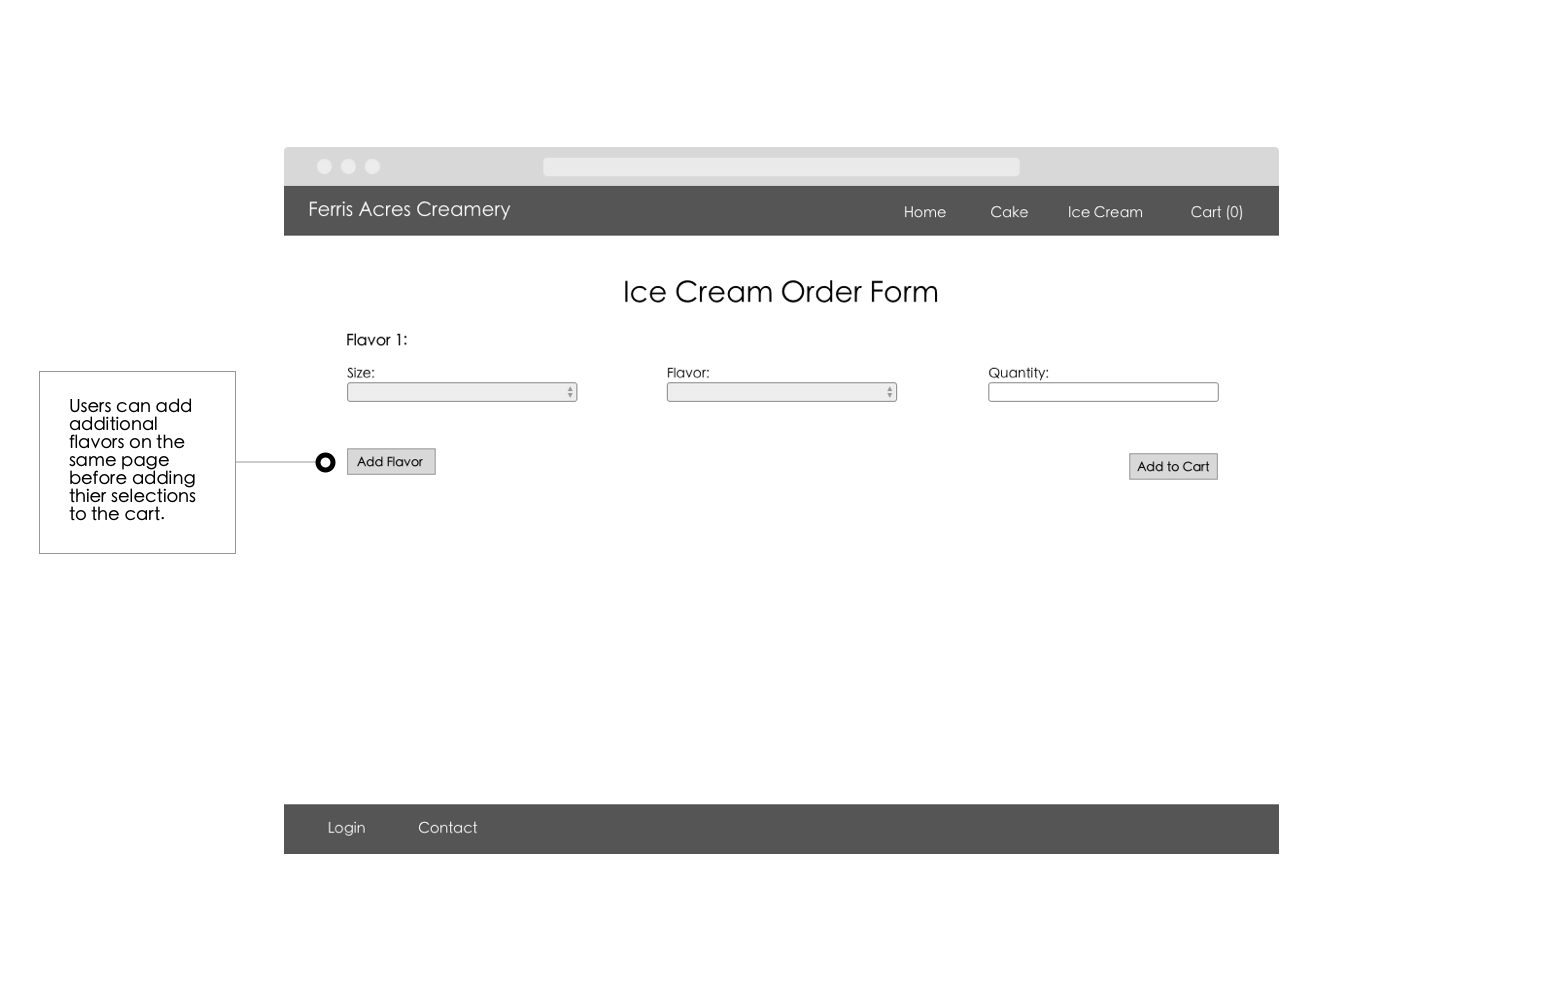 Ferris Acres Creamery
Home Cake Ice Cream Cart (0)
Ice Cream Order Form
Flavor 1:
Size: Flavor: Quantity:
Users can add
additional
flavors on the
same page
before adding
thier selections
to the cart.
Add Flavor
Add to Cart
Login Contact